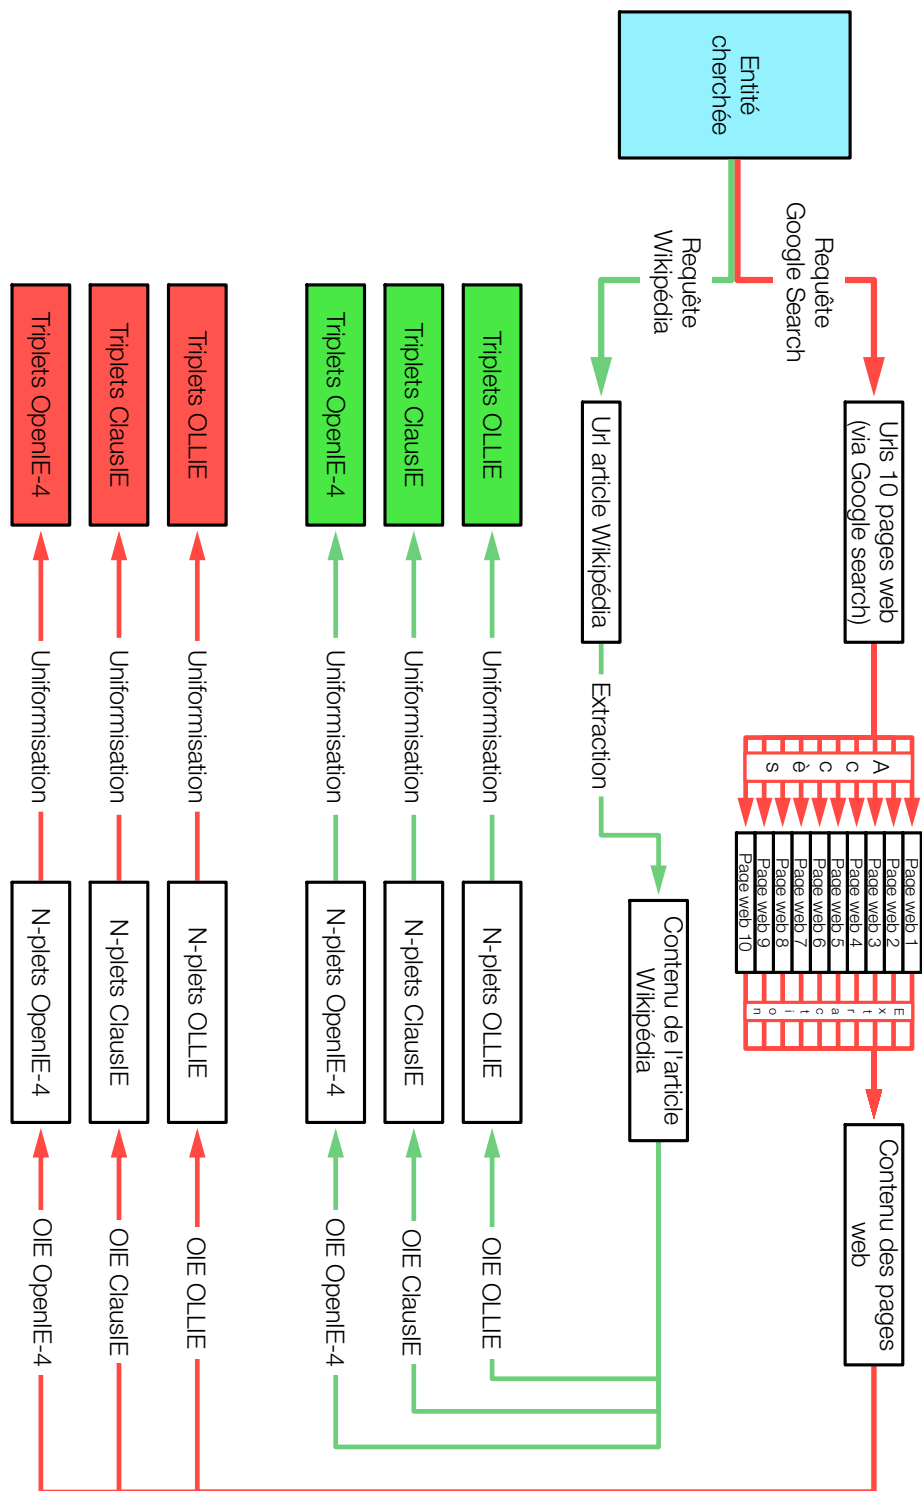 Entité
cherchée
Requête
Google Search
Requête
Wikipédia
Urls 10 pages web
(via Google search)
Accès
Page web 1
Page web 2
Page web 3
Page web 4
Page web 5
Page web 6
Page web 7
Page web 8
Page web 9
Page web 10
Extraction
Contenu des pages
web
Url article Wikipédia
Extraction
Contenu de l'article
Wikipédia
Triplets OLLIE
Uniformisation
N-plets OLLIE
OIE OLLIE
Triplets ClausIE
Uniformisation
N-plets ClausIE
OIE ClausIE
Triplets OpenIE-4
Uniformisation
N-plets OpenIE-4
OIE OpenIE-4
Triplets OLLIE
Uniformisation
N-plets OLLIE
OIE OLLIE
Triplets ClausIE
Uniformisation
N-plets ClausIE
OIE ClausIE
Triplets OpenIE-4
Uniformisation
N-plets OpenIE-4
OIE OpenIE-4